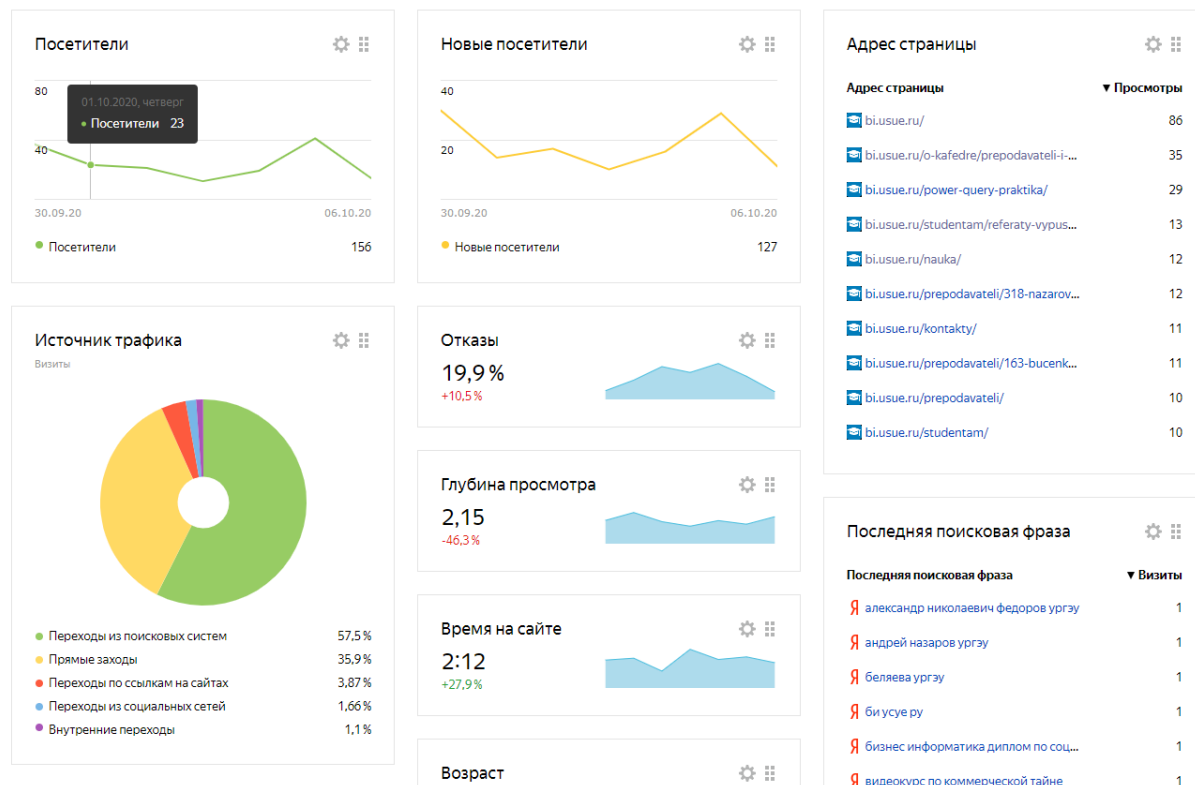 Посетители
80
40
01.10.2020, четверг
Посетители 23
30.09.20 06.10.20
Посетители 156
Новые посетители
40
20
30.09.20 06.10.20
Новые посетители 127
Адрес страницы
Адрес страницы ▼ Просмотры
bi.usue.ru/ 86
bi.usue.ru/o-kafedre/prepodavateli-i-... 35
bi.usue.ru/power-query-praktika/ 29
bi.usue.ru/studentam/referaty-vypus... 13
bi.usue.ru/nauka/ 12
bi.usue.ru/prepodavateli/318-nazarov... 12
bi.usue.ru/kontakty/ 11
bi.usue.ru/prepodavateli/163-bucenk... 11
bi.usue.ru/prepodavateli/ 10
bi.usue.ru/studentam/ 10
Источник трафика
Визиты
Переходы из поисковых систем 57,5 %
Прямые заходы 35,9 %
Переходы по ссылкам на сайтах 3,87 %
Переходы из социальных сетей 1,66 %
Внутренние переходы 1,1 %
Отказы
19,9 %
+10,5 %
Глубина просмотра
2,15
-46,3 %
Время на сайте
2:12
+27,9 %
Возраст
Последняя поисковая фраза
Последняя поисковая фраза ▼ Визиты
Я александр николаевич федоров ургэу 1
Я андрей назаров ургэу 1
Я беляева ургэу 1
Я би усуе ру 1
Я бизнес информатика диплом по соц... 1
Я видеокурс по коммерческой тайне 1